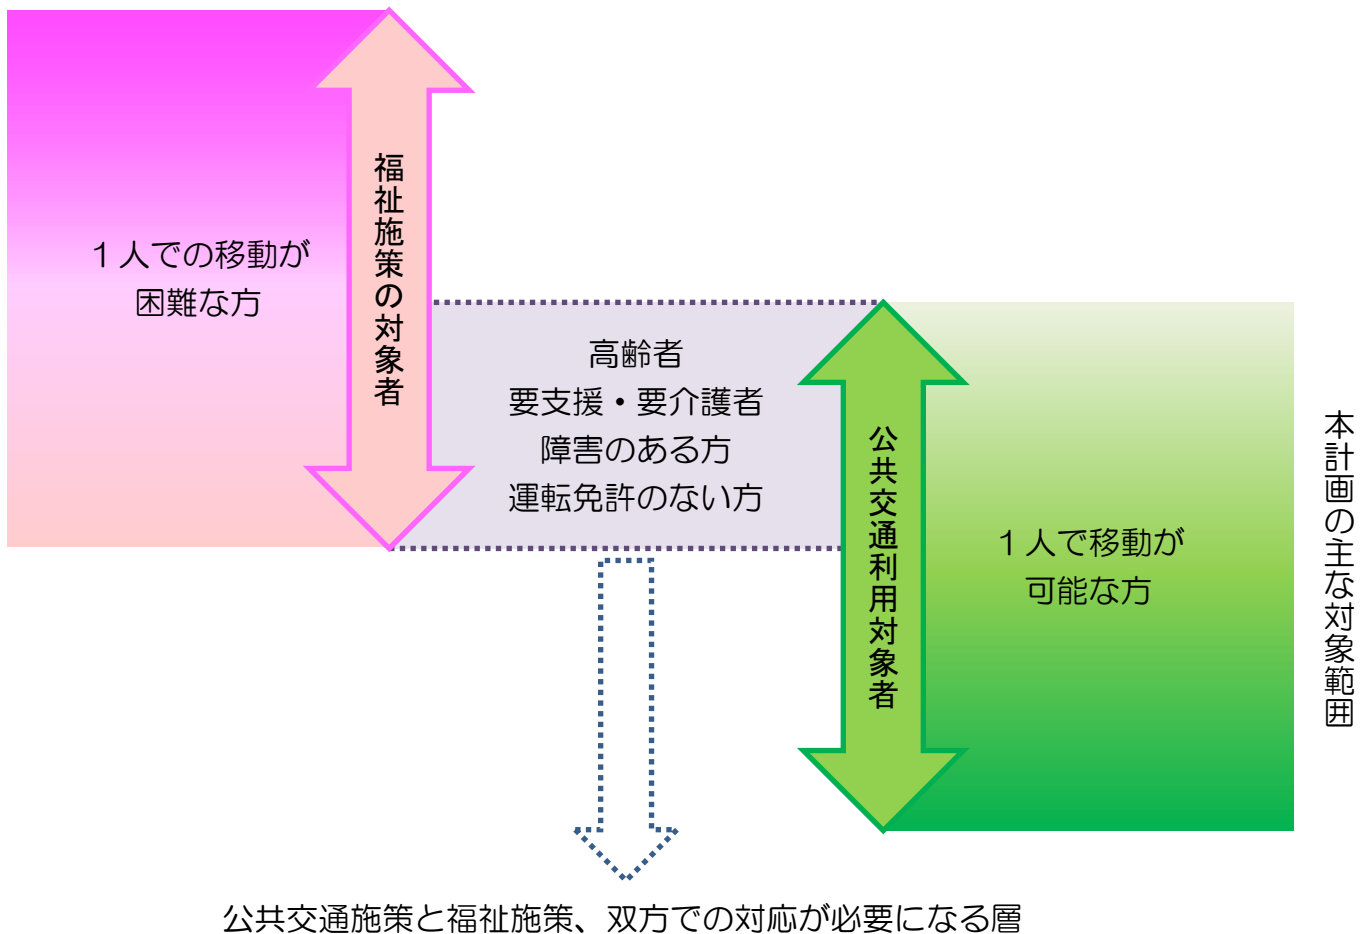 １人での移動が
困難な方
福祉施策の対象者
高齢者
要支援・要介護者
障害のある方
運転免許のない方
公共交通利用対象者
１人で移動が
可能な方
本計画の主な対象範囲
公共交通施策と福祉施策、双方での対応が必要になる層